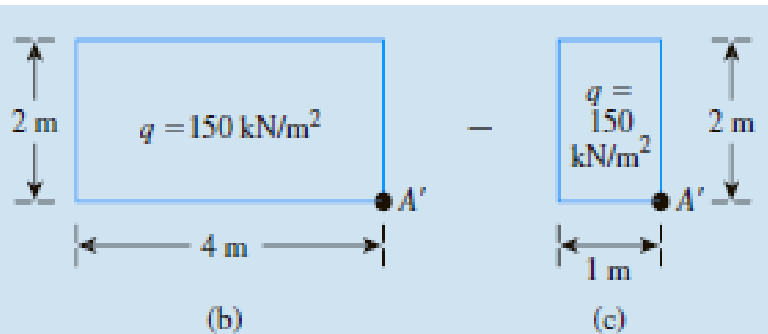 2 m
q = 150 kN/m²
A′
4 m
(b)
−
q =
150
kN/m²
2 m
A′
1 m
(c)